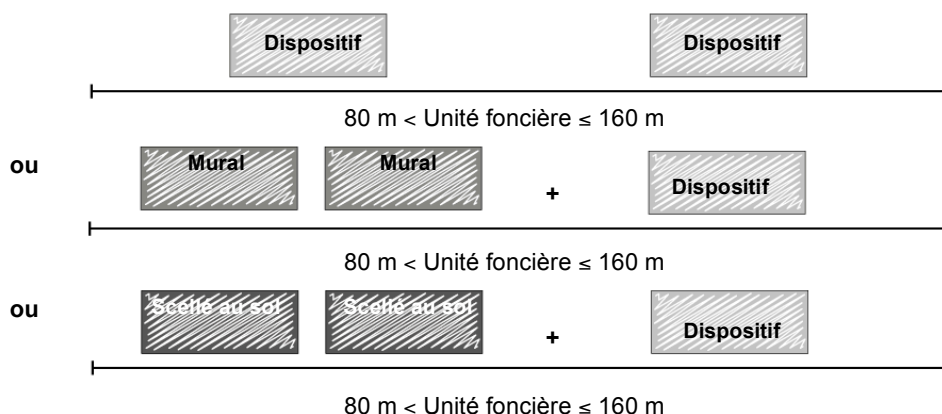 Dispositif Dispositif
80 m < Unité foncière ≤ 160 m
ou Mural Mural + Dispositif
80 m < Unité foncière ≤ 160 m
ou Scellé au sol Scellé au sol + Dispositif
80 m < Unité foncière ≤ 160 m